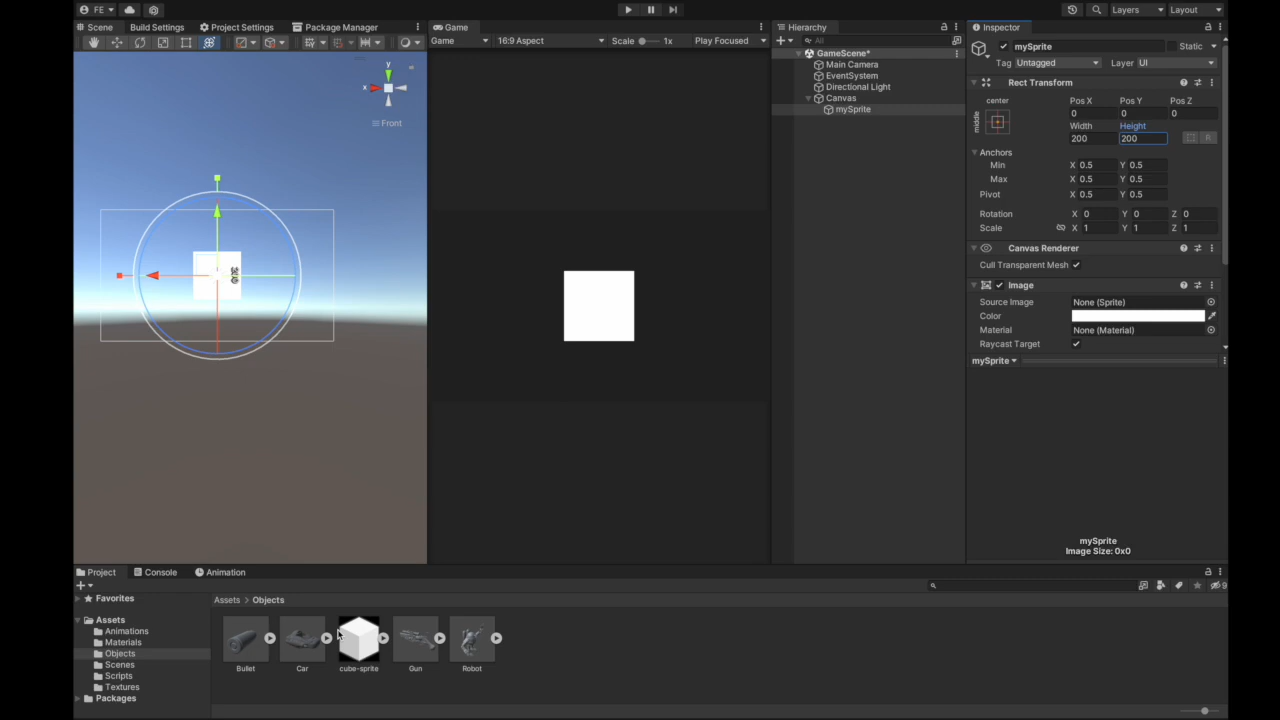 FE
Layers
Layout
Scene
Build Settings
Project Settings
Package Manager
Game
Hierarchy
Inspector
Game
16:9 Aspect
Scale
1x
Play Focused
All
y
x
Front
GameScene*
Main Camera
EventSystem
Directional Light
Canvas
mySprite
mySprite
Static
Tag Untagged
Layer UI
Rect Transform
center
middle
Pos X
Pos Y
Pos Z
0
0
0
Width
Height
200
200
R
Anchors
Min
X 0.5
Y 0.5
Max
X 0.5
Y 0.5
Pivot
X 0.5
Y 0.5
Rotation
X 0
Y 0
Z 0
Scale
X 1
Y 1
Z 1
Canvas Renderer
Cull Transparent Mesh
Image
Source Image
None (Sprite)
Color
Material
None (Material)
Raycast Target
mySprite
mySprite
Image Size: 0x0
Project
Console
Animation
9
Favorites
Assets
Animations
Materials
Objects
Scenes
Scripts
Textures
Packages
Assets > Objects
Bullet
Car
cube-sprite
Gun
Robot